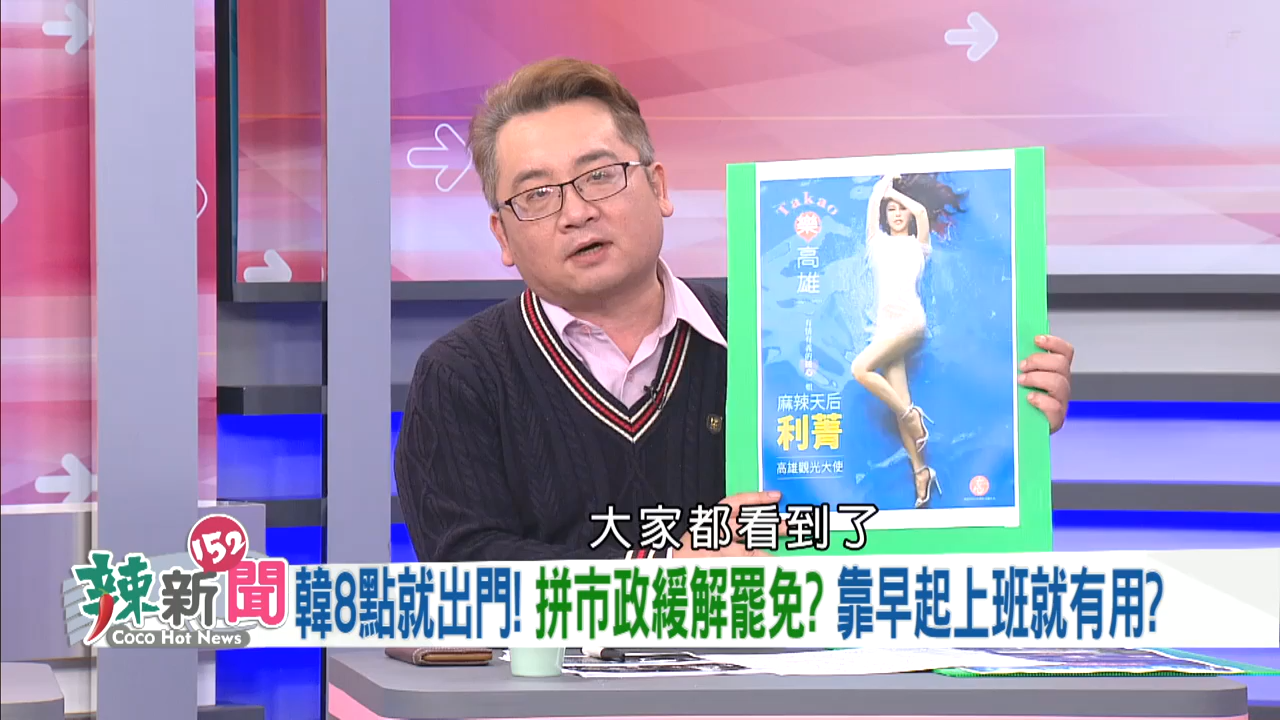 Takao
樂
高雄
麻辣天后
利菁
高雄觀光大使
大家都看到了
152
辣新聞
Coco Hot News
韓8點就出門! 拼市政緩解罷免? 靠早起上班就有用?